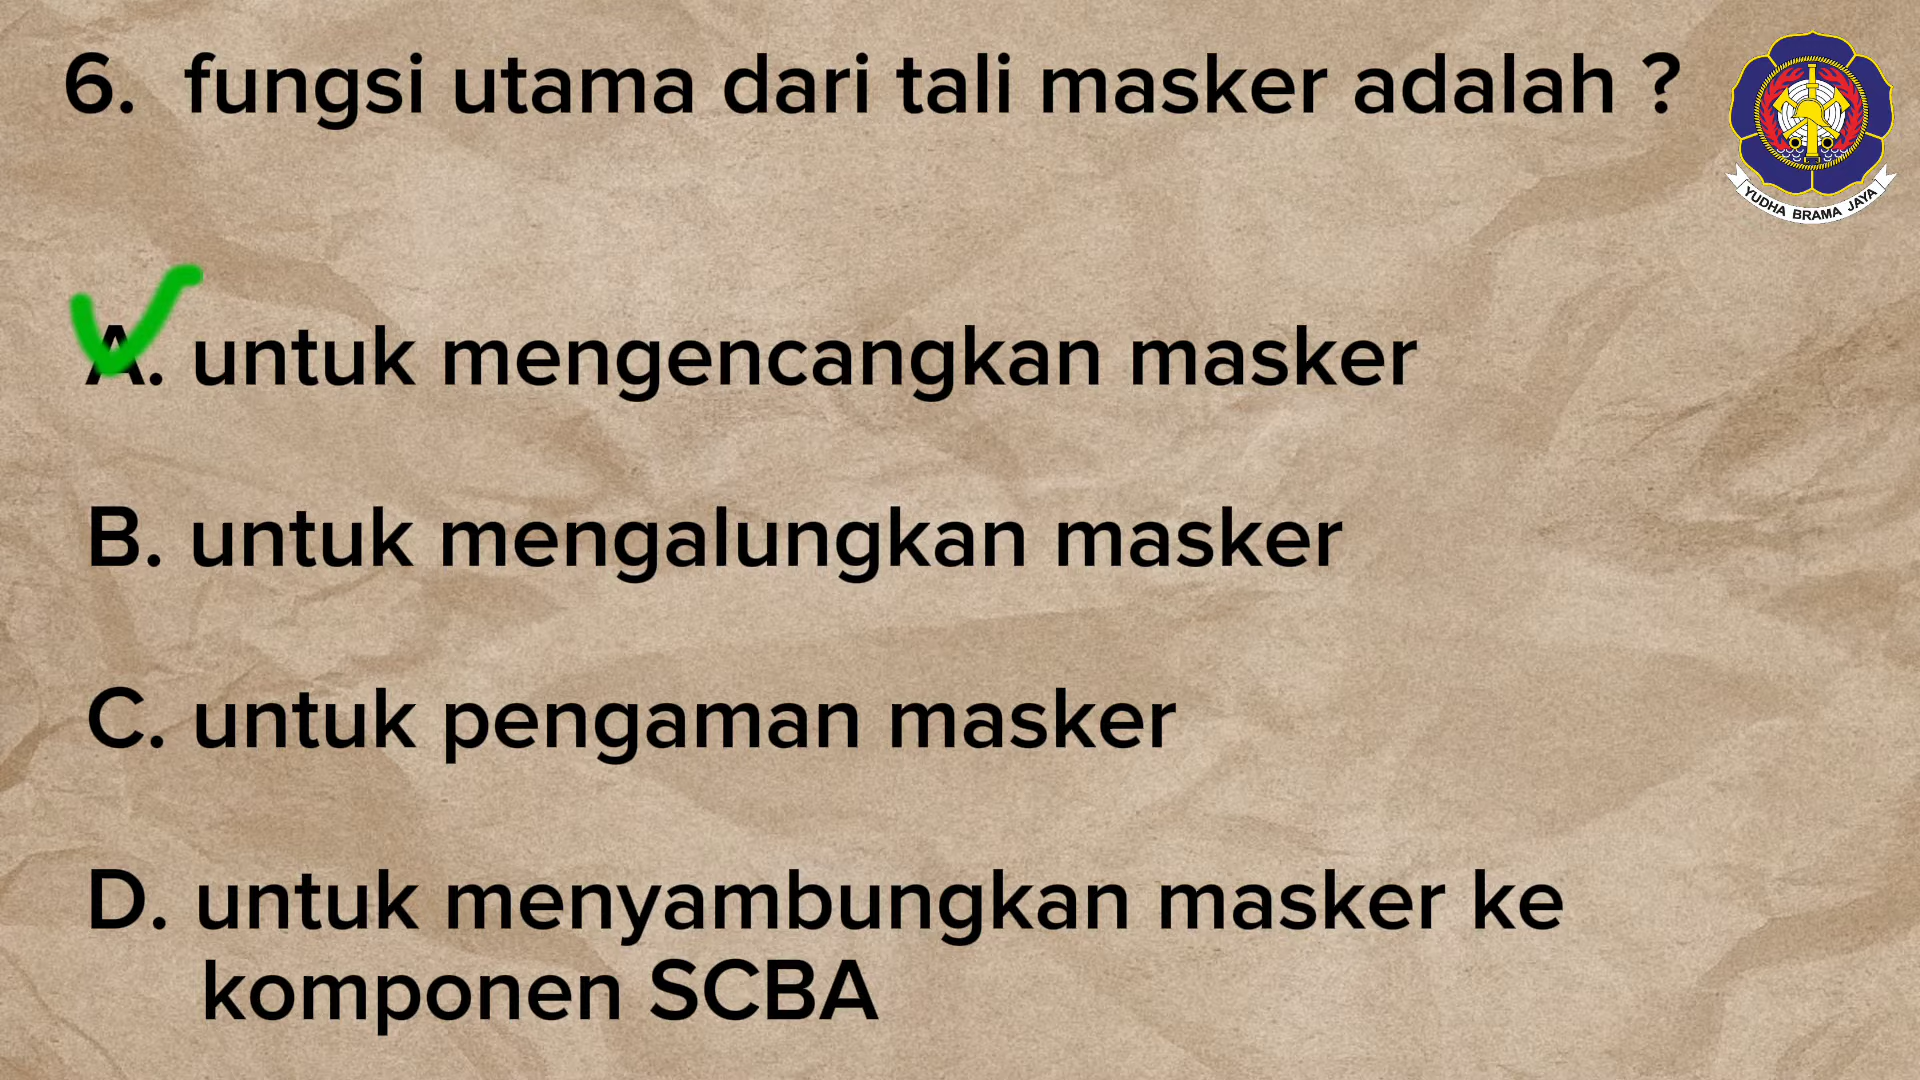 6. fungsi utama dari tali masker adalah ?
YUDHA BRAMA JAYA
A. untuk mengencangkan masker
B. untuk mengalungkan masker
C. untuk pengaman masker
D. untuk menyambungkan masker ke
komponen SCBA